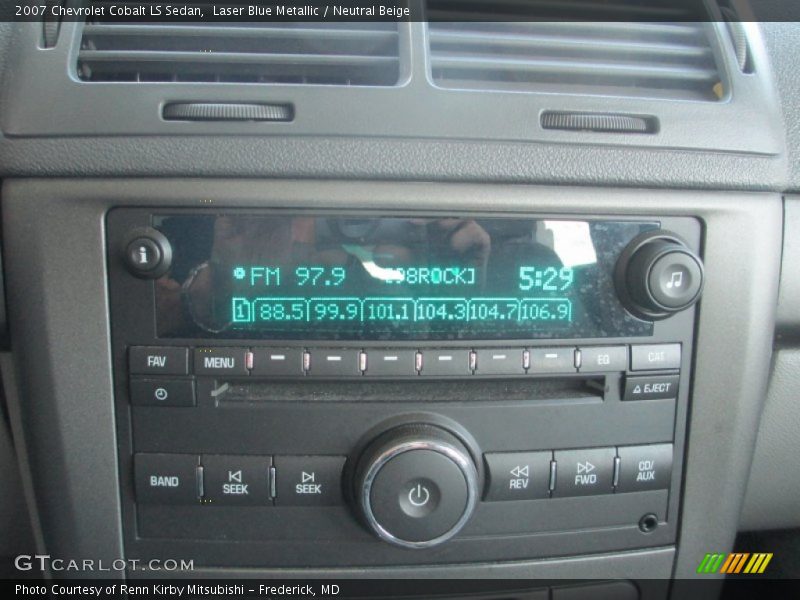 2007 Chevrolet Cobalt LS Sedan,  Laser Blue Metallic / Neutral Beige
i
FM 97.9 [98ROCK] 5:29
1 88.5 99.9 101.1 104.3 104.7 106.9
FAV MENU EQ CAT
EJECT
BAND SEEK SEEK REV FWD CD/AUX
GTCARLOT.COM
Photo Courtesy of Renn Kirby Mitsubishi - Frederick, MD